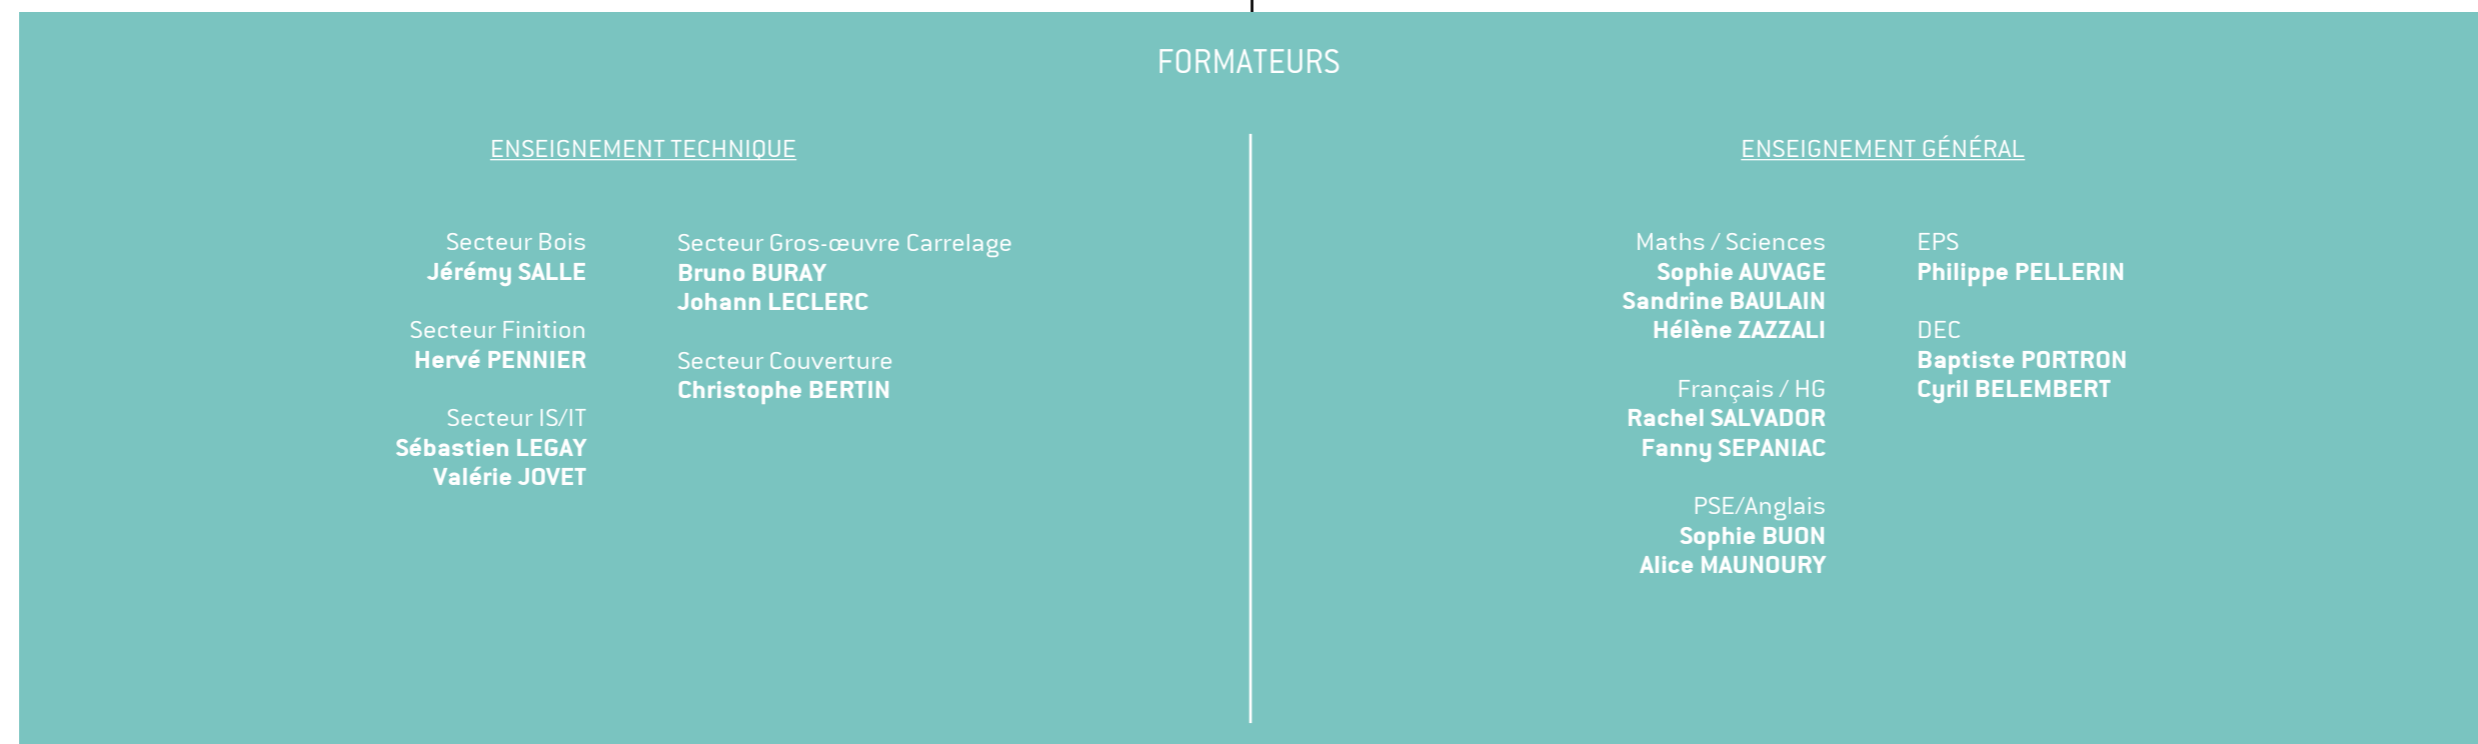 FORMATEURS
ENSEIGNEMENT TECHNIQUE
Secteur Bois
Jérémy SALLE
Secteur Finition
Hervé PENNIER
Secteur IS/IT
Sébastien LEGAY
Valérie JOVET
Secteur Gros-œuvre Carrelage
Bruno BURAY
Johann LECLERC
Secteur Couverture
Christophe BERTIN
ENSEIGNEMENT GÉNÉRAL
Maths / Sciences
Sophie AUVAGE
Sandrine BAULAIN
Hélène ZAZZALI
Français / HG
Rachel SALVADOR
Fanny SEPANIAC
PSE/Anglais
Sophie BUON
Alice MAUNOURY
EPS
Philippe PELLERIN
DEC
Baptiste PORTRON
Cyril BELEMBERT